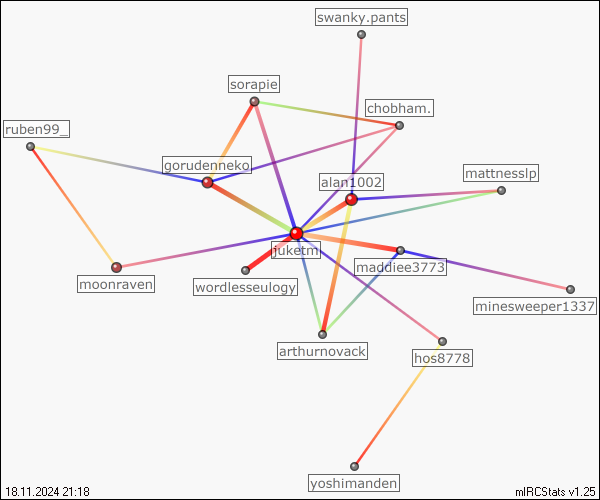 swanky.pants
sorapie
chobham.
ruben99_
gorudenneko
mattnesslp
alan1002
juketm
maddiee3773
moonraven
wordlesseulogy
minesweeper1337
arthurnovack
hos8778
yoshimanden
18.11.2024 21:18
mIRCStats v1.25